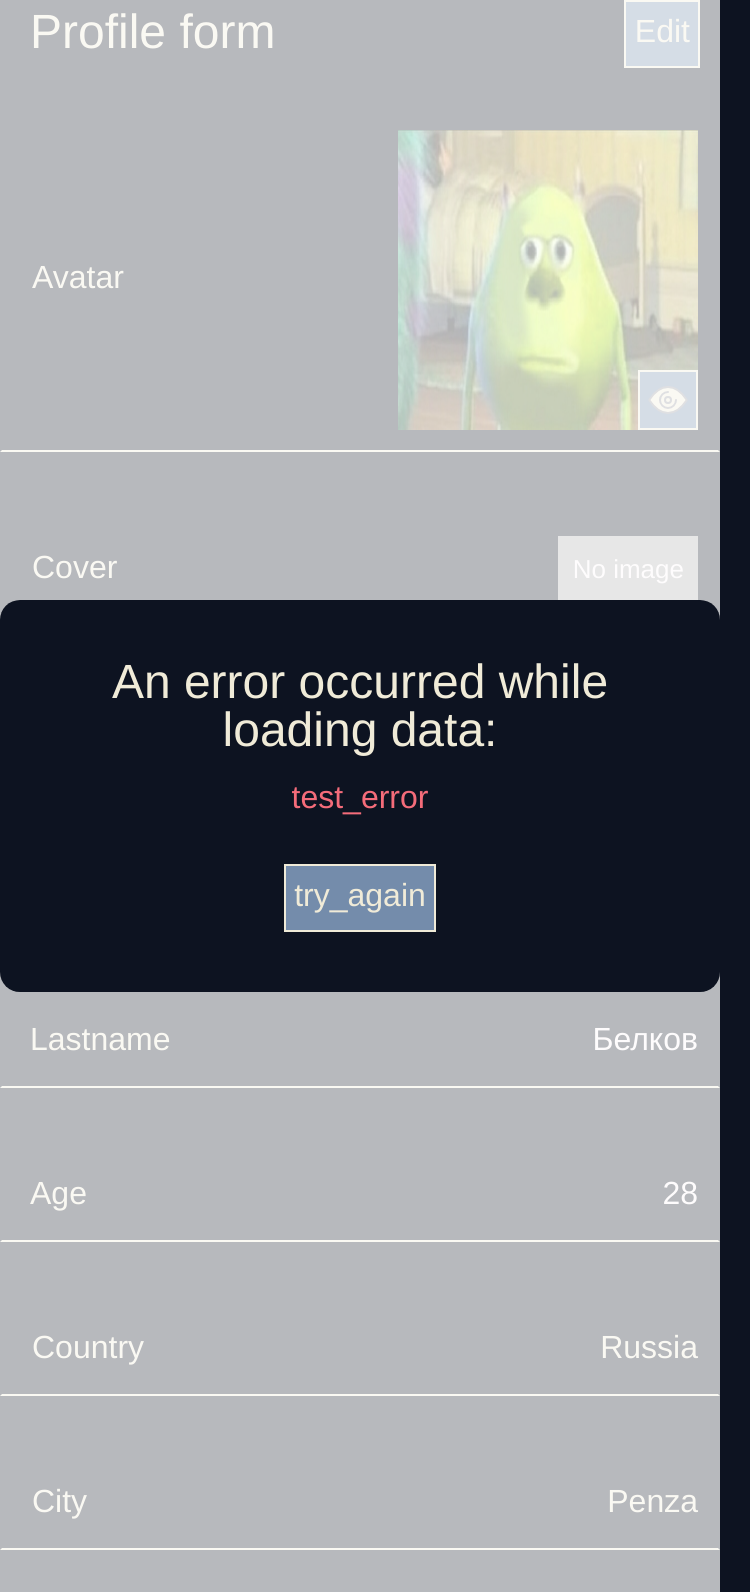 Profile form
Edit
Avatar
Cover
No image
An error occurred while
loading data:
test_error
try_again
Lastname
Белков
Age
28
Country
Russia
City
Penza